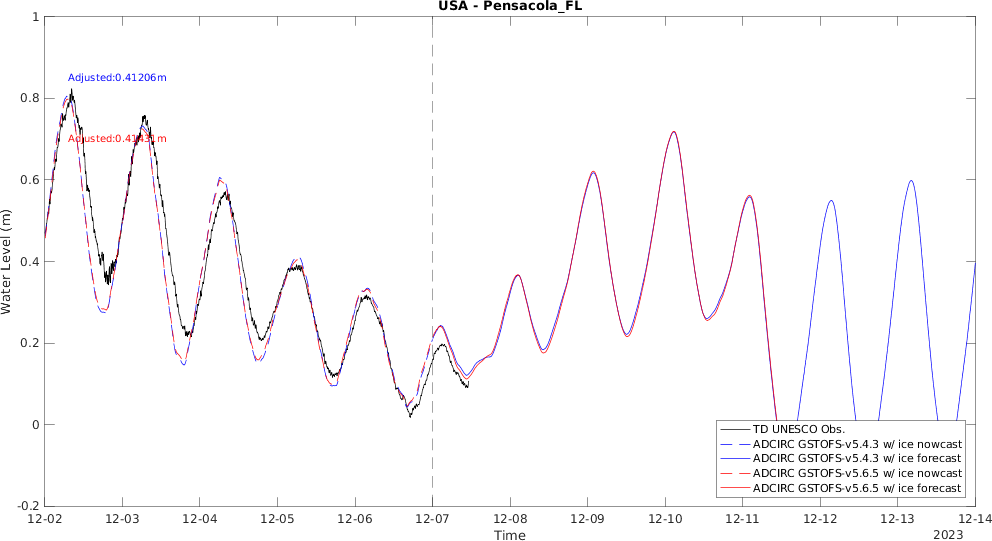 USA - Pensacola_FL
1
0.8
0.6
0.4
0.2
0
-0.2
Water Level (m)
Adjusted:0.41206m
TD UNESCO Obs.
ADCIRC GSTOFS-v5.4.3 w/ ice nowcast
ADCIRC GSTOFS-v5.4.3 w/ ice forecast
ADCIRC GSTOFS-v5.6.5 w/ ice nowcast
ADCIRC GSTOFS-v5.6.5 w/ ice forecast
12-02 12-03 12-04 12-05 12-06 12-07 12-08 12-09 12-10 12-11 12-12 12-13 12-14
Time
2023